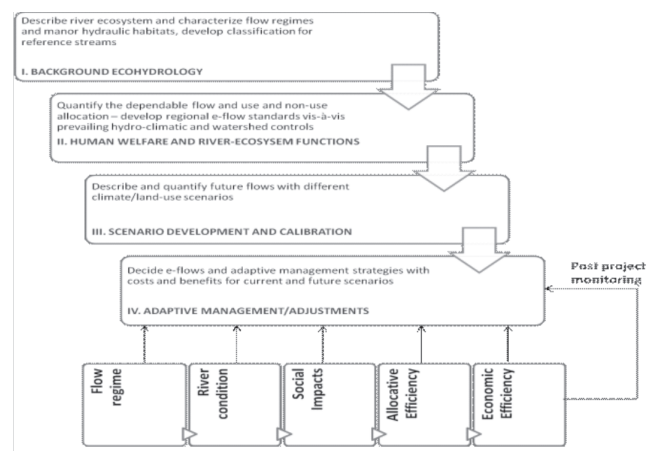 Describe river ecosystem and characterize flow regimes
and manor hydraulic habitats, develop classification for
reference streams
I. BACKGROUND ECOHYDROLOGY
Quantify the dependable flow and use and non-use
allocation – develop regional e-flow standards vis-à-vis
prevailing hydro-climatic and watershed controls
II. HUMAN WELFARE AND RIVER-ECOSYSEM FUNCTIONS
Describe and quantify future flows with different
climate/land-use scenarios
III. SCENARIO DEVELOPMENT AND CALIBRATION
Decide e-flows and adaptive management strategies with
costs and benefits for current and future scenarios
IV. ADAPTIVE MANAGEMENT/ADJUSTMENTS
Post project
monitoring
Flow
regime
River
condition
Social
Impacts
Allocative
Efficiency
Economic
Efficiency